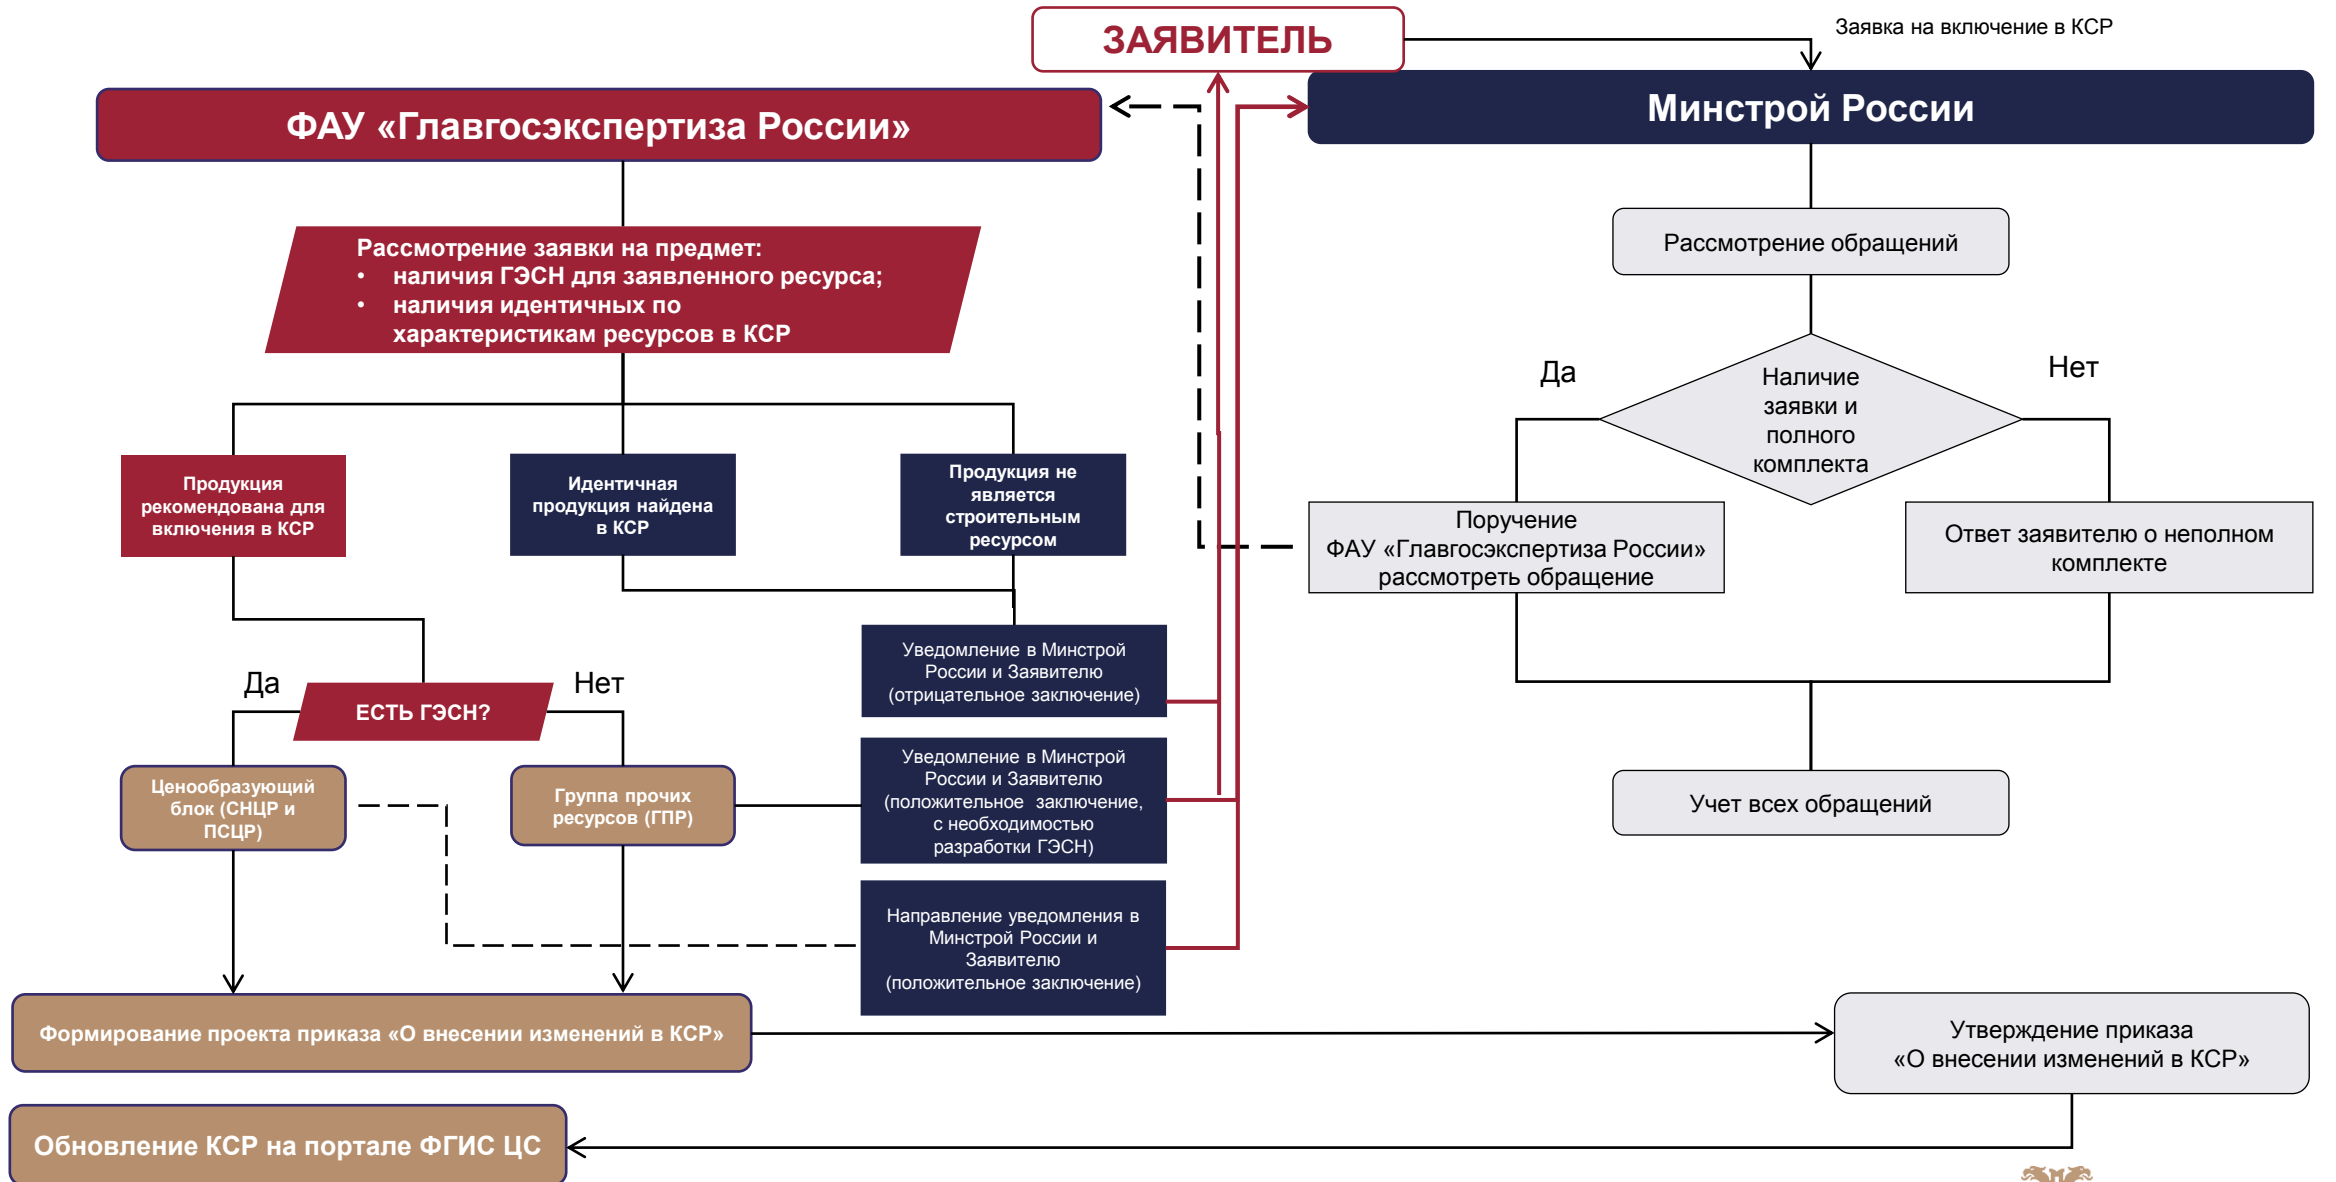 ЗАЯВИТЕЛЬ
Заявка на включение в КСР
ФАУ «Главгосэкспертиза России»
Минстрой России
Рассмотрение заявки на предмет:
• наличия ГЭСН для заявленного ресурса;
• наличия идентичных по
характеристикам ресурсов в КСР
Рассмотрение обращений
Да
Наличие
заявки и
полного
комплекта
Нет
Продукция
рекомендована для
включения в КСР
Идентичная
продукция найдена
в КСР
Продукция не
является
строительным
ресурсом
Поручение
ФАУ «Главгосэкспертиза России»
рассмотреть обращение
Ответ заявителю о неполном
комплекте
Уведомление в Минстрой
России и Заявителю
(отрицательное заключение)
Да
ЕСТЬ ГЭСН?
Нет
Ценообразующий
блок (СНЦР и
ПСЦР)
Группа прочих
ресурсов (ГПР)
Уведомление в Минстрой
России и Заявителю
(положительное заключение,
с необходимостью
разработки ГЭСН)
Учет всех обращений
Направление уведомления в
Минстрой России и
Заявителю
(положительное заключение)
Формирование проекта приказа «О внесении изменений в КСР»
Утверждение приказа
«О внесении изменений в КСР»
Обновление КСР на портале ФГИС ЦС